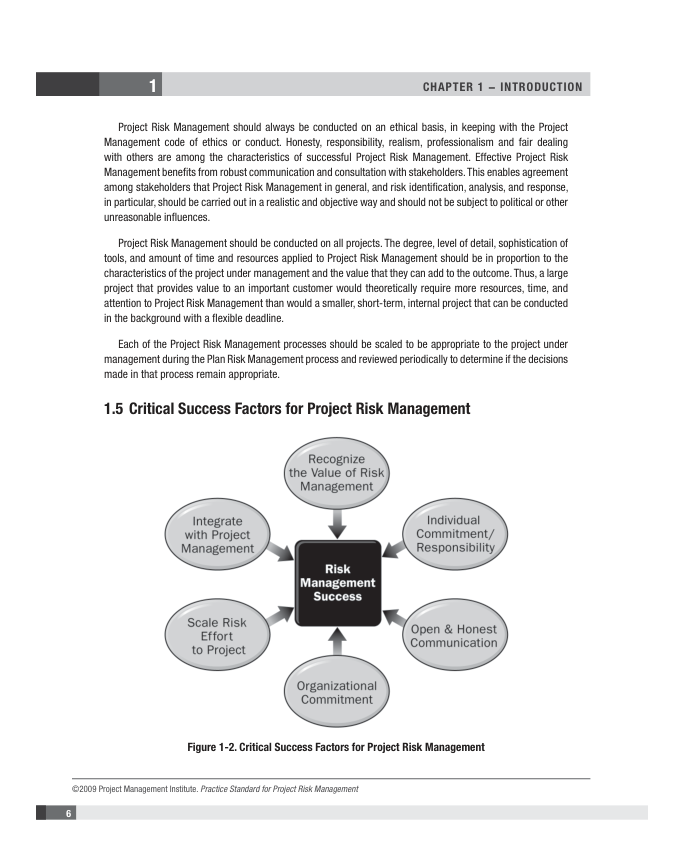 1
CHAPTER 1 – INTRODUCTION
Project Risk Management should always be conducted on an ethical basis, in keeping with the Project
Management code of ethics or conduct. Honesty, responsibility, realism, professionalism and fair dealing
with others are among the characteristics of successful Project Risk Management. Effective Project Risk
Management benefits from robust communication and consultation with stakeholders. This enables agreement
among stakeholders that Project Risk Management in general, and risk identification, analysis, and response,
in particular, should be carried out in a realistic and objective way and should not be subject to political or other
unreasonable influences.
Project Risk Management should be conducted on all projects. The degree, level of detail, sophistication of
tools, and amount of time and resources applied to Project Risk Management should be in proportion to the
characteristics of the project under management and the value that they can add to the outcome. Thus, a large
project that provides value to an important customer would theoretically require more resources, time, and
attention to Project Risk Management than would a smaller, short-term, internal project that can be conducted
in the background with a flexible deadline.
Each of the Project Risk Management processes should be scaled to be appropriate to the project under
management during the Plan Risk Management process and reviewed periodically to determine if the decisions
made in that process remain appropriate.
1.5 Critical Success Factors for Project Risk Management
Recognize
the Value of Risk
Management
Integrate
with Project
Management
Individual
Commitment/
Responsibility
Risk
Management
Success
Scale Risk
Effort
to Project
Open & Honest
Communication
Organizational
Commitment
Figure 1-2. Critical Success Factors for Project Risk Management
©2009 Project Management Institute. Practice Standard for Project Risk Management
6